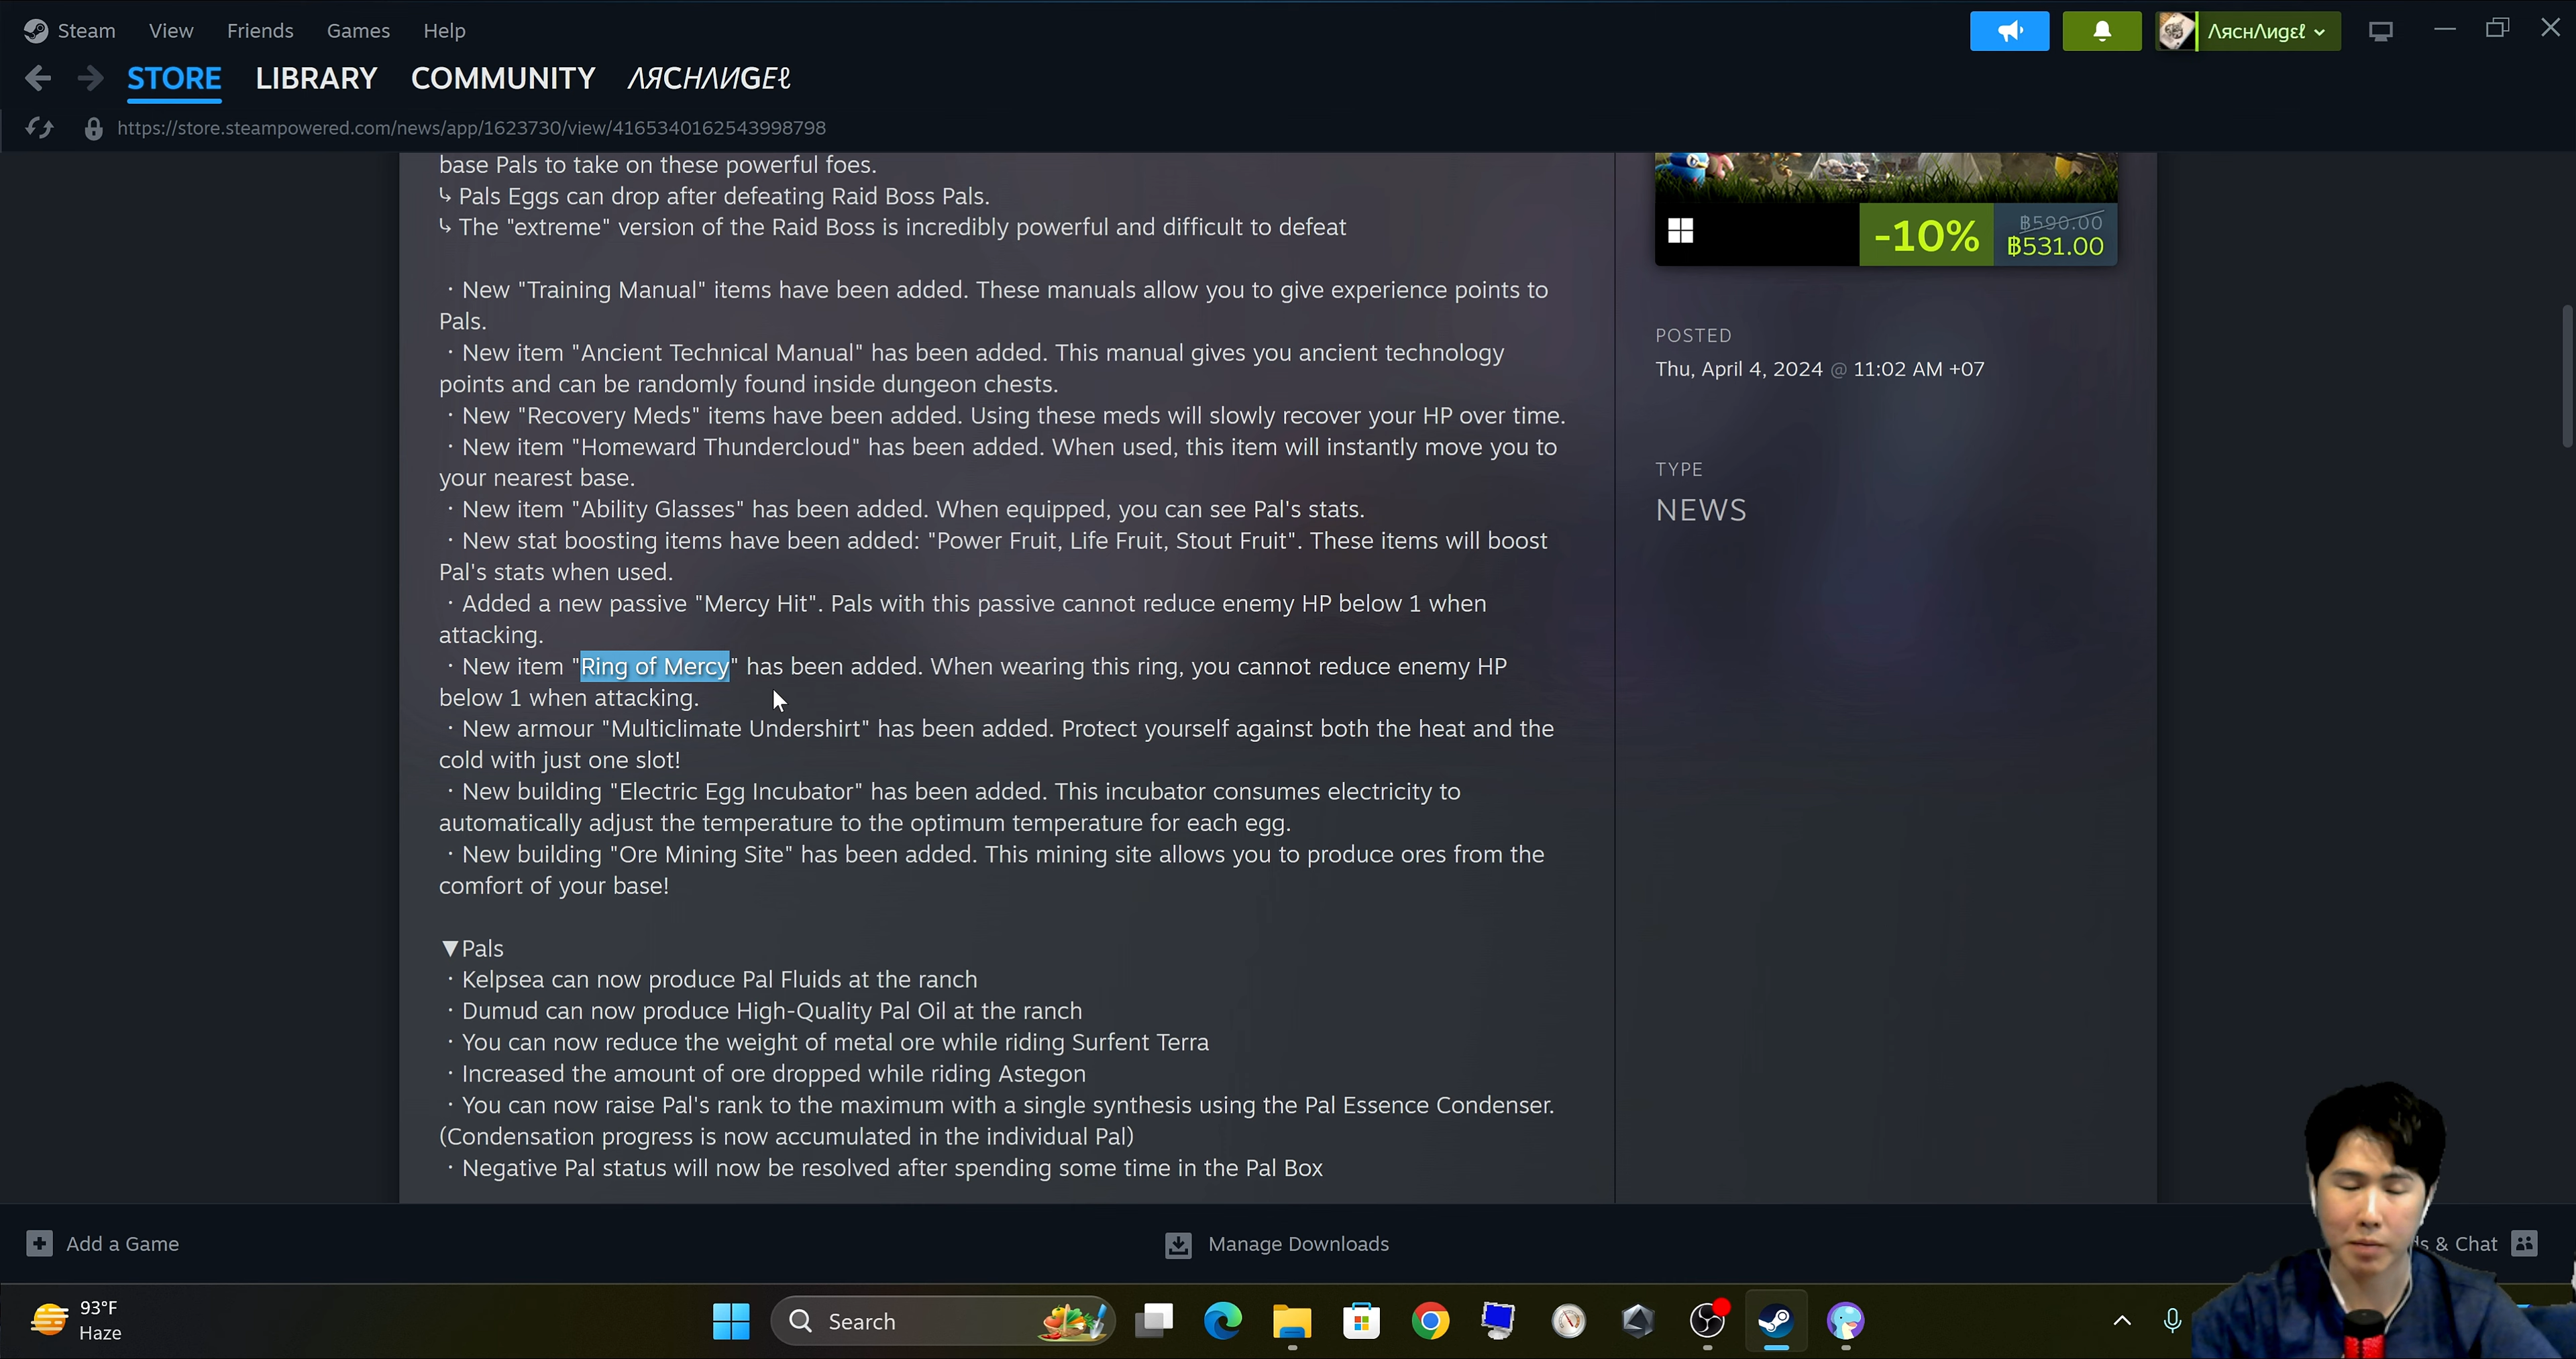 Steam View Friends Games Help
ΛЯcнΛиgεℓ
STORE LIBRARY COMMUNITY ΛЯCHΛИGEℓ
https://store.steampowered.com/news/app/1623730/view/4165340162543998798
base Pals to take on these powerful foes.
↳ Pals Eggs can drop after defeating Raid Boss Pals.
↳ The "extreme" version of the Raid Boss is incredibly powerful and difficult to defeat
・New "Training Manual" items have been added. These manuals allow you to give experience points to
Pals.
・New item "Ancient Technical Manual" has been added. This manual gives you ancient technology
points and can be randomly found inside dungeon chests.
・New "Recovery Meds" items have been added. Using these meds will slowly recover your HP over time.
・New item "Homeward Thundercloud" has been added. When used, this item will instantly move you to
your nearest base.
・New item "Ability Glasses" has been added. When equipped, you can see Pal's stats.
・New stat boosting items have been added: "Power Fruit, Life Fruit, Stout Fruit". These items will boost
Pal's stats when used.
・Added a new passive "Mercy Hit". Pals with this passive cannot reduce enemy HP below 1 when
attacking.
・New item "Ring of Mercy" has been added. When wearing this ring, you cannot reduce enemy HP
below 1 when attacking.
・New armour "Multiclimate Undershirt" has been added. Protect yourself against both the heat and the
cold with just one slot!
・New building "Electric Egg Incubator" has been added. This incubator consumes electricity to
automatically adjust the temperature to the optimum temperature for each egg.
・New building "Ore Mining Site" has been added. This mining site allows you to produce ores from the
comfort of your base!
▼Pals
・Kelpsea can now produce Pal Fluids at the ranch
・Dumud can now produce High-Quality Pal Oil at the ranch
・You can now reduce the weight of metal ore while riding Surfent Terra
・Increased the amount of ore dropped while riding Astegon
・You can now raise Pal's rank to the maximum with a single synthesis using the Pal Essence Condenser.
(Condensation progress is now accumulated in the individual Pal)
・Negative Pal status will now be resolved after spending some time in the Pal Box
-10%
฿590.00
฿531.00
POSTED
Thu, April 4, 2024 @ 11:02 AM +07
TYPE
NEWS
Add a Game
Manage Downloads
& Chat
93°F
Haze
Search